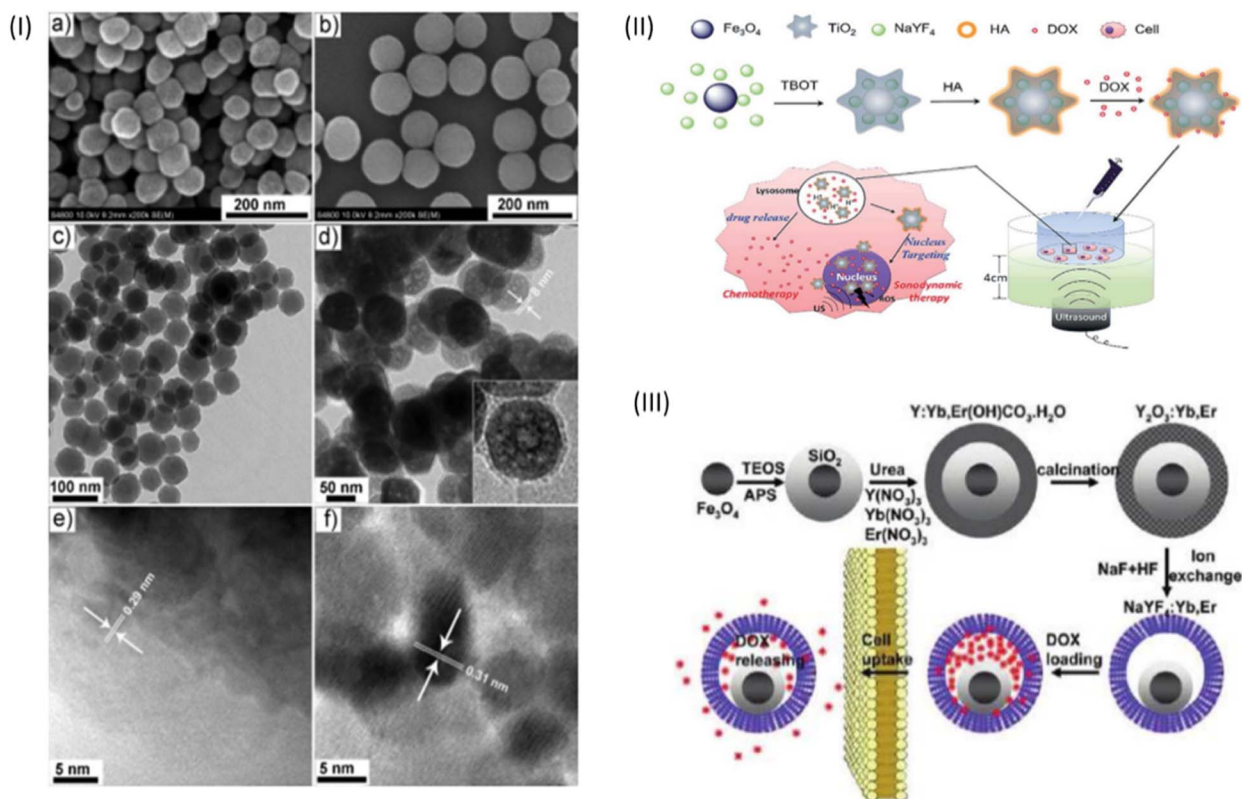 (I)
a)
200 nm
S4800 10.0kV 9.2mm x200k SE(M)
b)
200 nm
S4800 10.0kV 9.2mm x200k SE(M)
c)
100 nm
d)
8 nm
50 nm
e)
0.29 nm
5 nm
f)
0.31 nm
5 nm
(II)
Fe₃O₄ TiO₂ NaYF₄ HA DOX Cell
TBOT HA DOX
Lysosome
drug release
Nucleus
Targeting
Nucleus
Chemotherapy
Sonodynamic
therapy
US
ROS
4cm
Ultrasound
(III)
Y:Yb,Er(OH)CO₃.H₂O
Y₂O₃:Yb,Er
Fe₃O₄
TEOS
APS
SiO₂
Urea
Y(NO₃)₃
Yb(NO₃)₃
Er(NO₃)₃
calcination
NaF+HF
Ion
exchange
NaYF₄:Yb,Er
DOX
loading
Cell
uptake
DOX
releasing